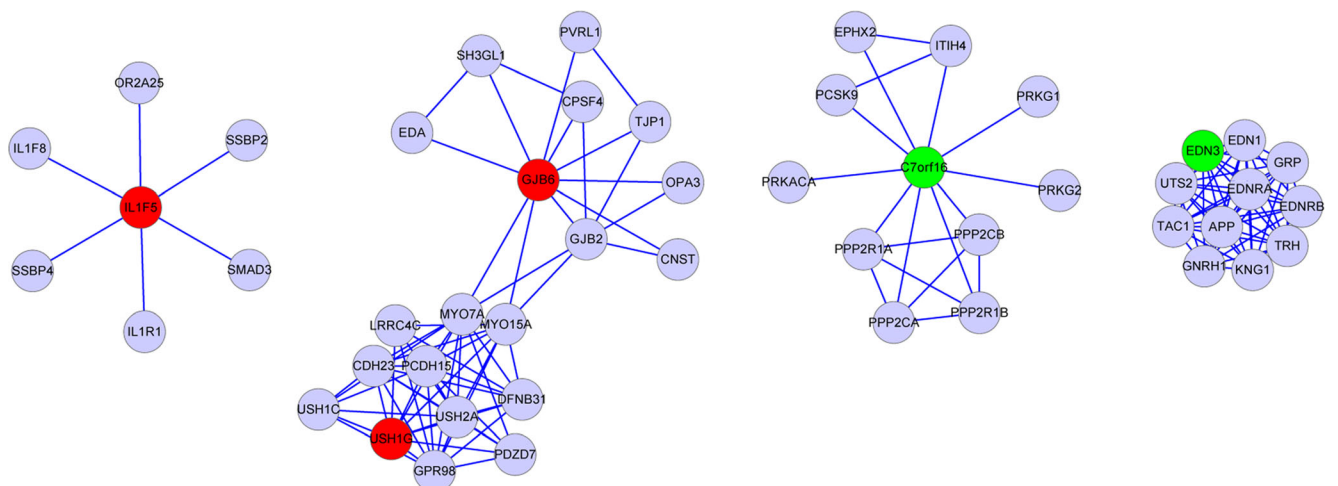 OR2A25
SSBP2
IL1F8
IL1F5
SSBP4
SMAD3
IL1R1
PVRL1
SH3GL1
CPSF4
TJP1
EDA
GJB6
OPA3
GJB2
CNST
MYO7A
LRRC4C
MYO15A
CDH23
PCDH15
DFNB31
USH1C
USH2A
USH1G
PDZD7
GPR98
EPHX2
ITIH4
PCSK9
PRKG1
C7orf16
PRKACA
PRKG2
PPP2CB
PPP2R1A
PPP2R1B
PPP2CA
EDN3
EDN1
GRP
UTS2
EDNRA
EDNRB
TAC1
APP
TRH
GNRH1
KNG1